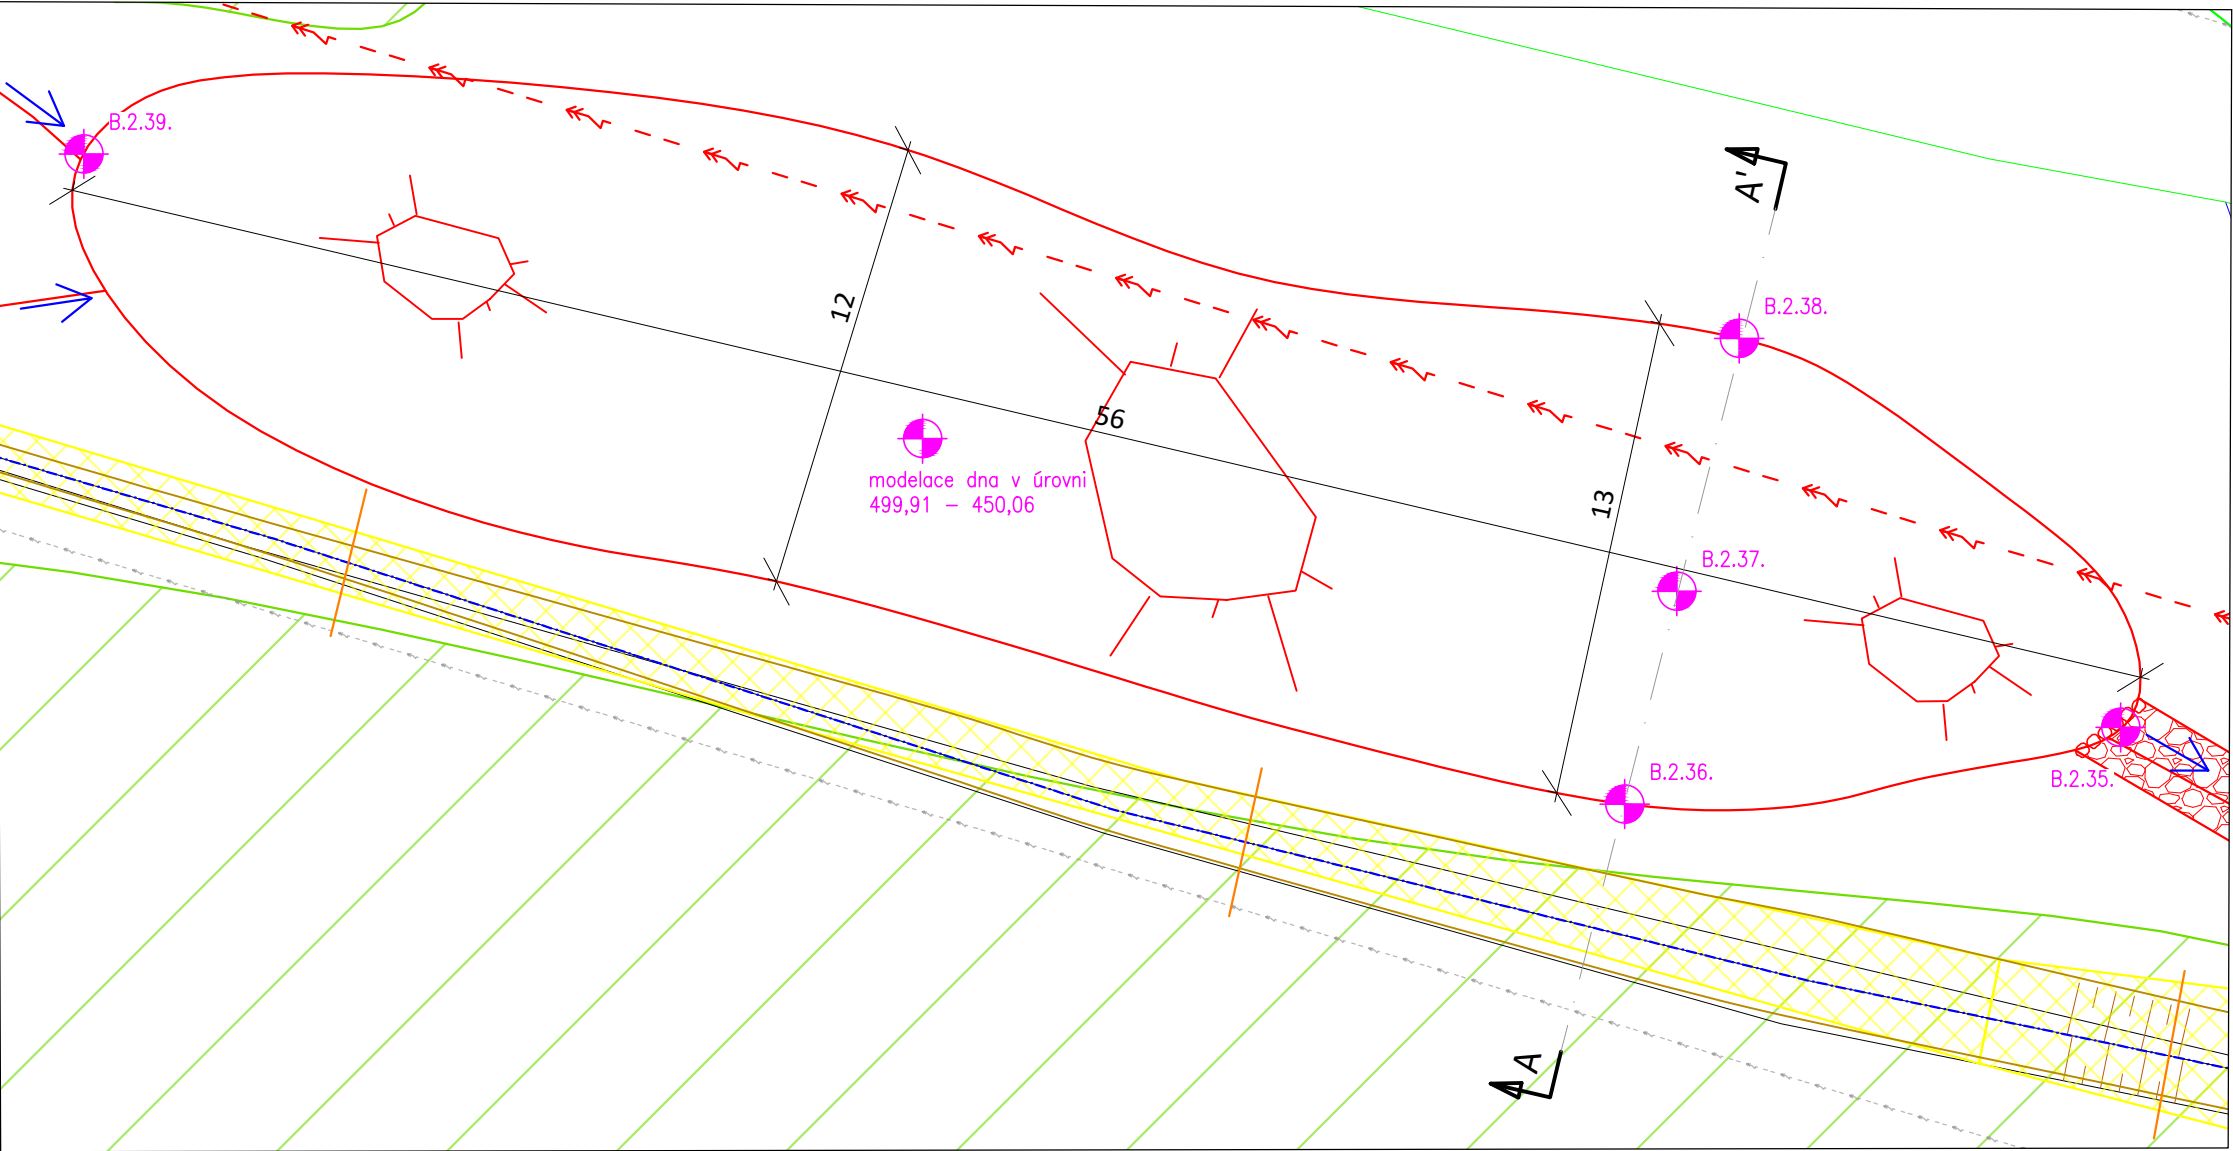 B.2.39.
A'
12
B.2.38.
56
modelace dna v úrovni
499,91 – 450,06
13
B.2.37.
B.2.36.
B.2.35.
A